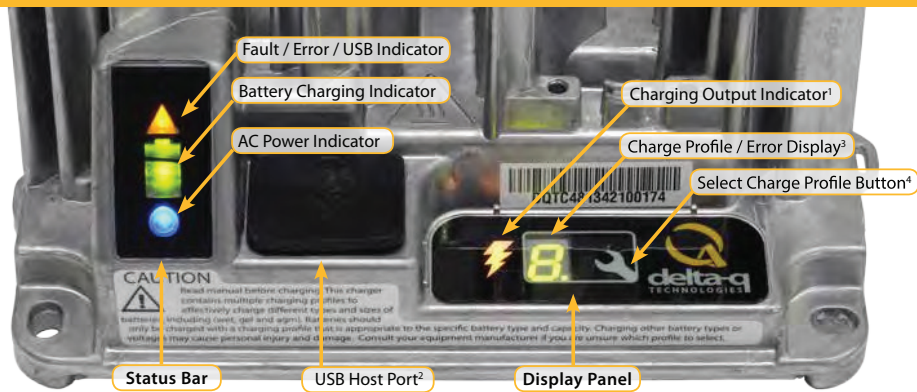 Fault / Error / USB Indicator
Battery Charging Indicator
AC Power Indicator
Charging Output Indicator¹
Charge Profile / Error Display³
Select Charge Profile Button⁴
DQTC481342100174
8.
delta-q
TECHNOLOGIES
CAUTION
Read manual before charging. This charger
contains multiple charging profiles to
effectively charge different types and sizes of
batteries including (wet, gel and agm). Batteries should
only be charged with a charging profile that is appropriate to the specific battery type and capacity. Charging other battery types or
voltages may cause personal injury and damage. Consult your equipment manufacturer if you are unsure which profile to select.
Status Bar
USB Host Port²
Display Panel